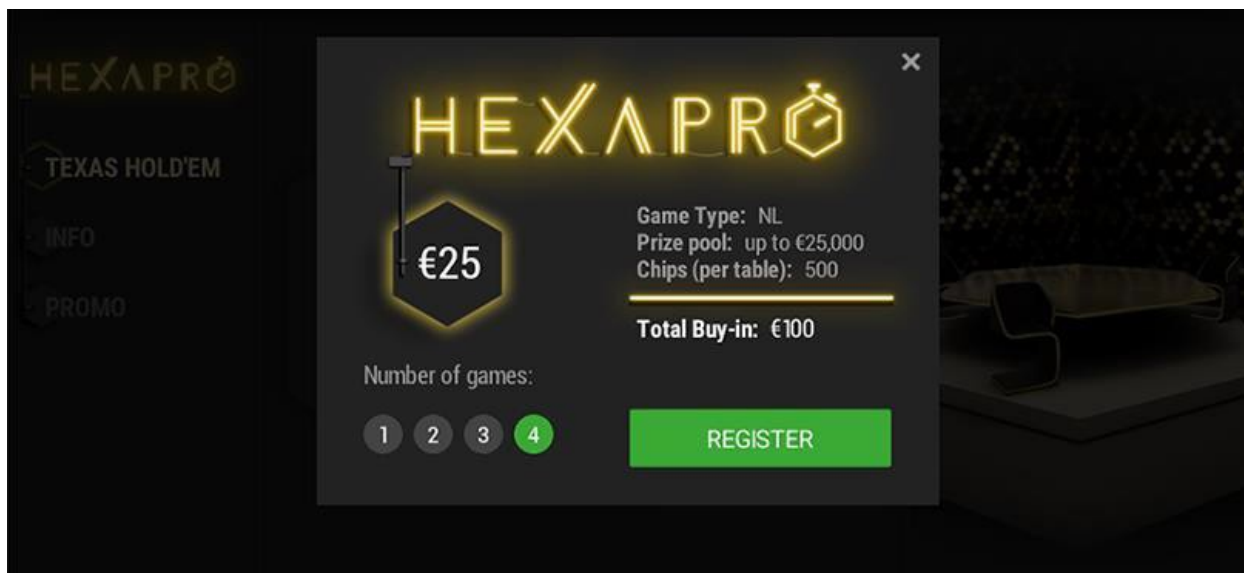 HEXAPRO
TEXAS HOLD'EM
INFO
PROMO
×
HEXAPRO
€25
Game Type: NL
Prize pool: up to €25,000
Chips (per table): 500
Total Buy-in: €100
Number of games:
1 2 3 4
REGISTER